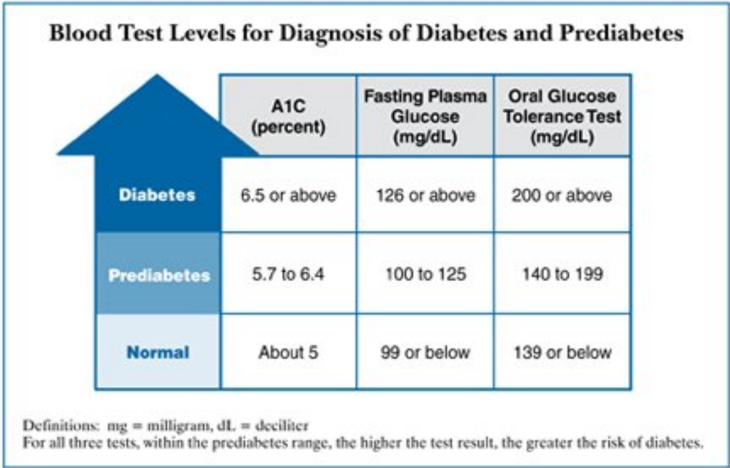 Blood Test Levels for Diagnosis of Diabetes and Prediabetes
A1C
(percent)
Fasting Plasma
Glucose
(mg/dL)
Oral Glucose
Tolerance Test
(mg/dL)
Diabetes
6.5 or above
126 or above
200 or above
Prediabetes
5.7 to 6.4
100 to 125
140 to 199
Normal
About 5
99 or below
139 or below
Definitions: mg = milligram, dL = deciliter
For all three tests, within the prediabetes range, the higher the test result, the greater the risk of diabetes.